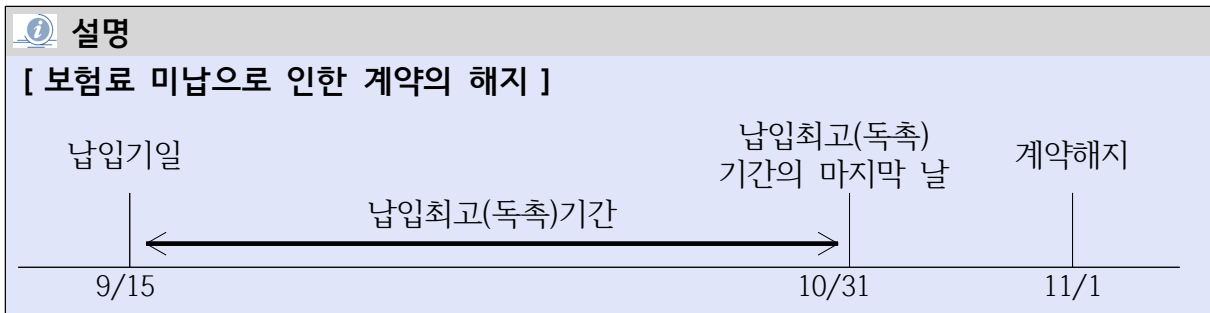 설명
[ 보험료 미납으로 인한 계약의 해지 ]
납입기일
납입최고(독촉)
기간의 마지막 날
계약해지
납입최고(독촉)기간
9/15
10/31
11/1